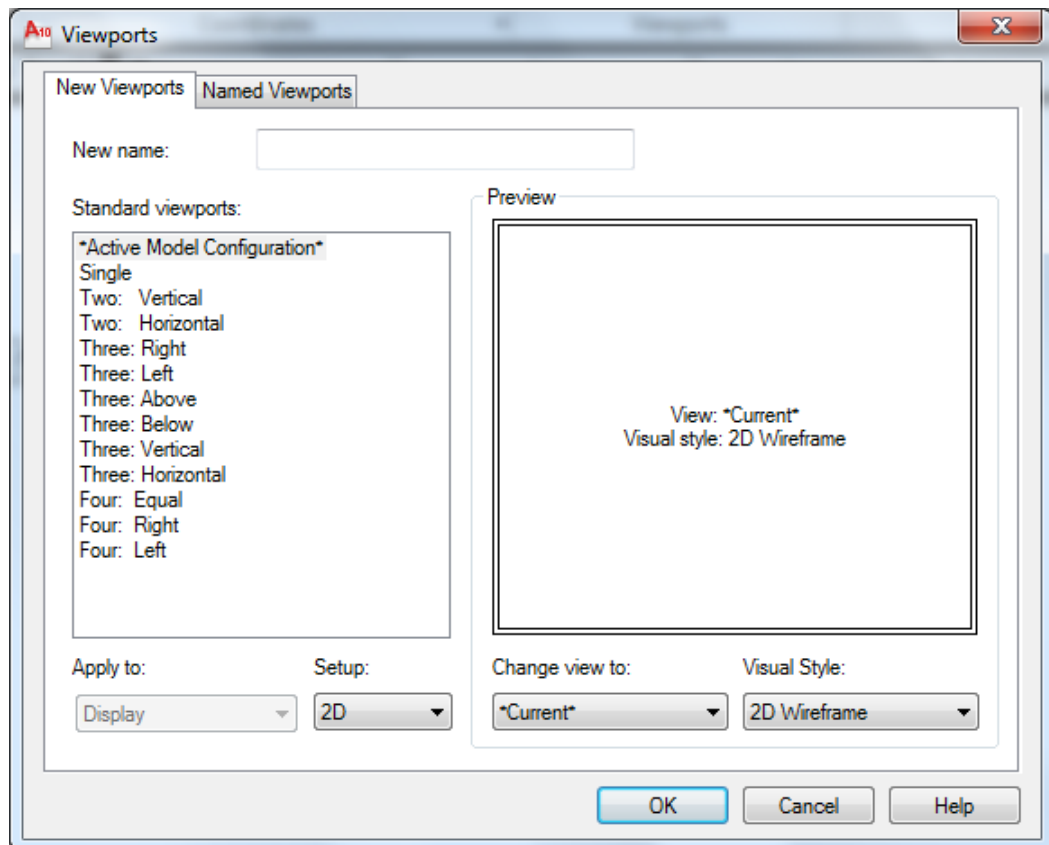 A10 Viewports
New Viewports Named Viewports
New name:
Standard viewports:
*Active Model Configuration*
Single
Two: Vertical
Two: Horizontal
Three: Right
Three: Left
Three: Above
Three: Below
Three: Vertical
Three: Horizontal
Four: Equal
Four: Right
Four: Left
Apply to: Setup:
Display 2D
Preview
View: *Current*
Visual style: 2D Wireframe
Change view to: Visual Style:
*Current* 2D Wireframe
OK Cancel Help